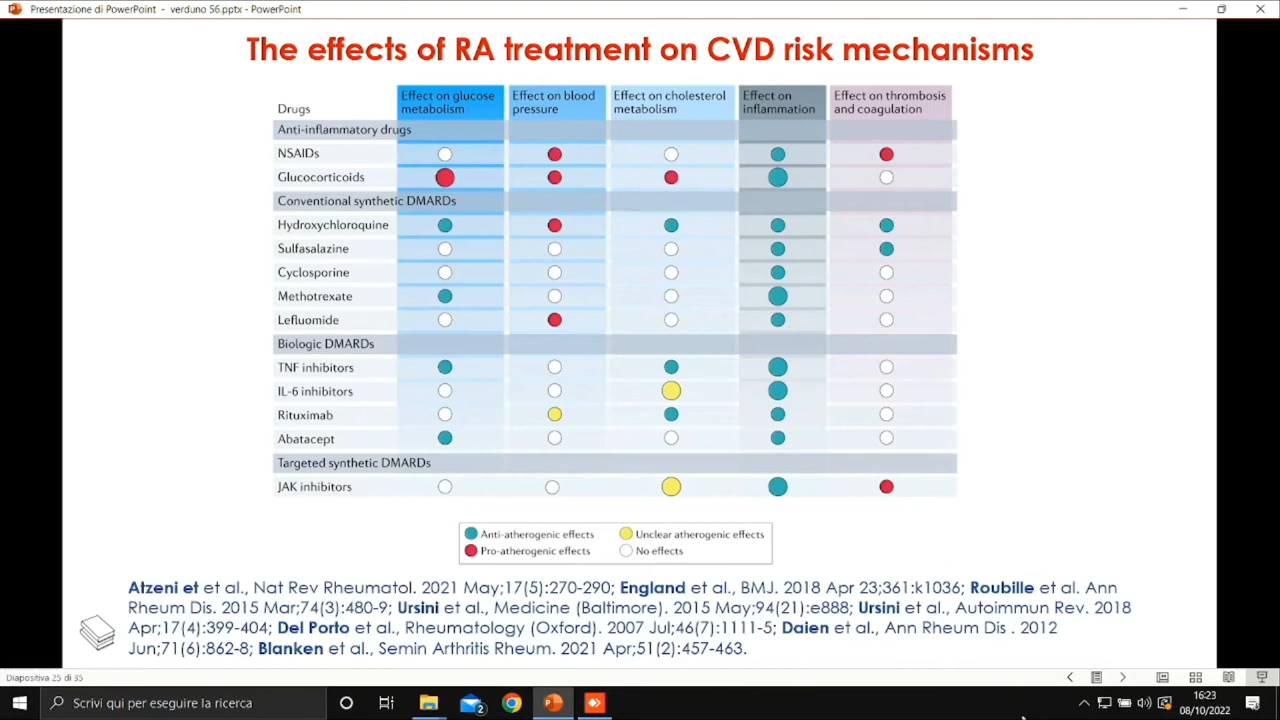 Presentazione di PowerPoint - verduno 56.pptx - PowerPoint
The effects of RA treatment on CVD risk mechanisms
Drugs
Effect on glucose
metabolism
Effect on blood
pressure
Effect on cholesterol
metabolism
Effect on
inflammation
Effect on thrombosis
and coagulation
Anti-inflammatory drugs
NSAIDs
Glucocorticoids
Conventional synthetic DMARDs
Hydroxychloroquine
Sulfasalazine
Cyclosporine
Methotrexate
Lefluomide
Biologic DMARDs
TNF inhibitors
IL-6 inhibitors
Rituximab
Abatacept
Targeted synthetic DMARDs
JAK inhibitors
Anti-atherogenic effects
Unclear atherogenic effects
Pro-atherogenic effects
No effects
Atzeni et et al., Nat Rev Rheumatol. 2021 May;17(5):270-290; England et al., BMJ. 2018 Apr 23;361:k1036; Roubille et al. Ann
Rheum Dis. 2015 Mar;74(3):480-9; Ursini et al., Medicine (Baltimore). 2015 May;94(21):e888; Ursini et al., Autoimmun Rev. 2018
Apr;17(4):399-404; Del Porto et al., Rheumatology (Oxford). 2007 Jul;46(7):1111-5; Daien et al., Ann Rheum Dis . 2012
Jun;71(6):862-8; Blanken et al., Semin Arthritis Rheum. 2021 Apr;51(2):457-463.
Diapositiva 25 di 35
Scrivi qui per eseguire la ricerca
2
16:23
08/10/2022